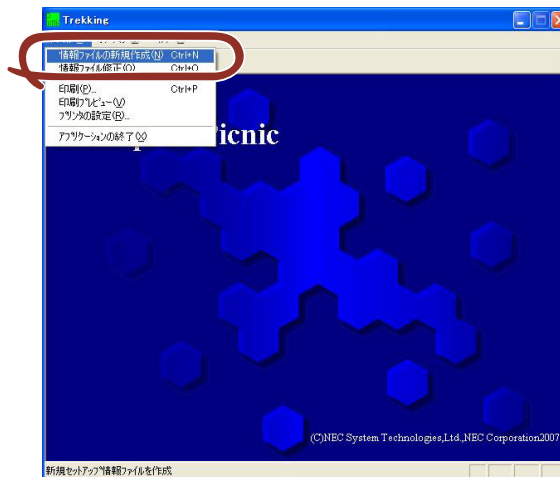 Trekking
情報ファイルの新規作成(N) Ctrl+N
情報ファイル修正(O) Ctrl+O
印刷(P)... Ctrl+P
印刷プレビュー(V)
プリンタの設定(R)...
アプリケーションの終了(X)
icnic
(C)NEC System Technologies,Ltd.,NEC Corporation2007
新規セットアップ情報ファイルを作成